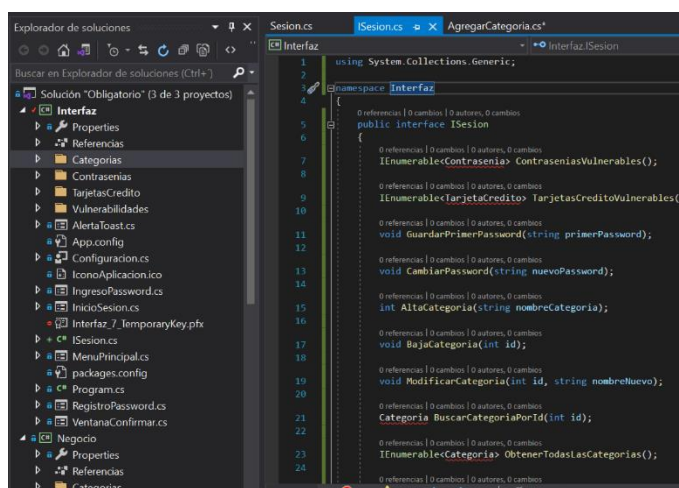 Explorador de soluciones
Buscar en Explorador de soluciones (Ctrl+´)
Solución "Obligatorio" (3 de 3 proyectos)
Interfaz
Properties
Referencias
Categorias
Contrasenias
TarjetasCredito
Vulnerabilidades
AlertaToast.cs
App.config
Configuracion.cs
IconoAplicacion.ico
IngresoPassword.cs
InicioSesion.cs
Interfaz_7_TemporaryKey.pfx
ISesion.cs
MenuPrincipal.cs
packages.config
Program.cs
RegistroPassword.cs
VentanaConfirmar.cs
Negocio
Properties
Referencias
Categorias
Sesion.cs ISesion.cs AgregarCategoria.cs*
Interfaz Interfaz.ISesion
1 using System.Collections.Generic;
2
3 namespace Interfaz
4 {
0 referencias | 0 cambios | 0 autores, 0 cambios
5 public interface ISesion
6 {
0 referencias | 0 cambios | 0 autores, 0 cambios
7 IEnumerable<Contrasenia> ContraseniasVulnerables();
8
0 referencias | 0 cambios | 0 autores, 0 cambios
9 IEnumerable<TarjetaCredito> TarjetasCreditoVulnerables(
10
0 referencias | 0 cambios | 0 autores, 0 cambios
11 void GuardarPrimerPassword(string primerPassword);
12
0 referencias | 0 cambios | 0 autores, 0 cambios
13 void CambiarPassword(string nuevoPassword);
14
0 referencias | 0 cambios | 0 autores, 0 cambios
15 int AltaCategoria(string nombreCategoria);
16
0 referencias | 0 cambios | 0 autores, 0 cambios
17 void BajaCategoria(int id);
18
0 referencias | 0 cambios | 0 autores, 0 cambios
19 void ModificarCategoria(int id, string nombreNuevo);
20
0 referencias | 0 cambios | 0 autores, 0 cambios
21 Categoria BuscarCategoriaPorId(int id);
22
0 referencias | 0 cambios | 0 autores, 0 cambios
23 IEnumerable<Categoria> ObtenerTodasLasCategorias();
24
0 referencias | 0 cambios | 0 autores, 0 cambios